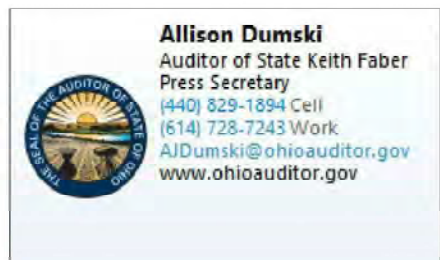 Allison Dumski
Auditor of State Keith Faber
Press Secretary
(440) 829-1894 Cell
(614) 728-7243 Work
AJDumski@ohioauditor.gov
www.ohioauditor.gov
THE SEAL OF THE AUDITOR OF STATE OF OHIO